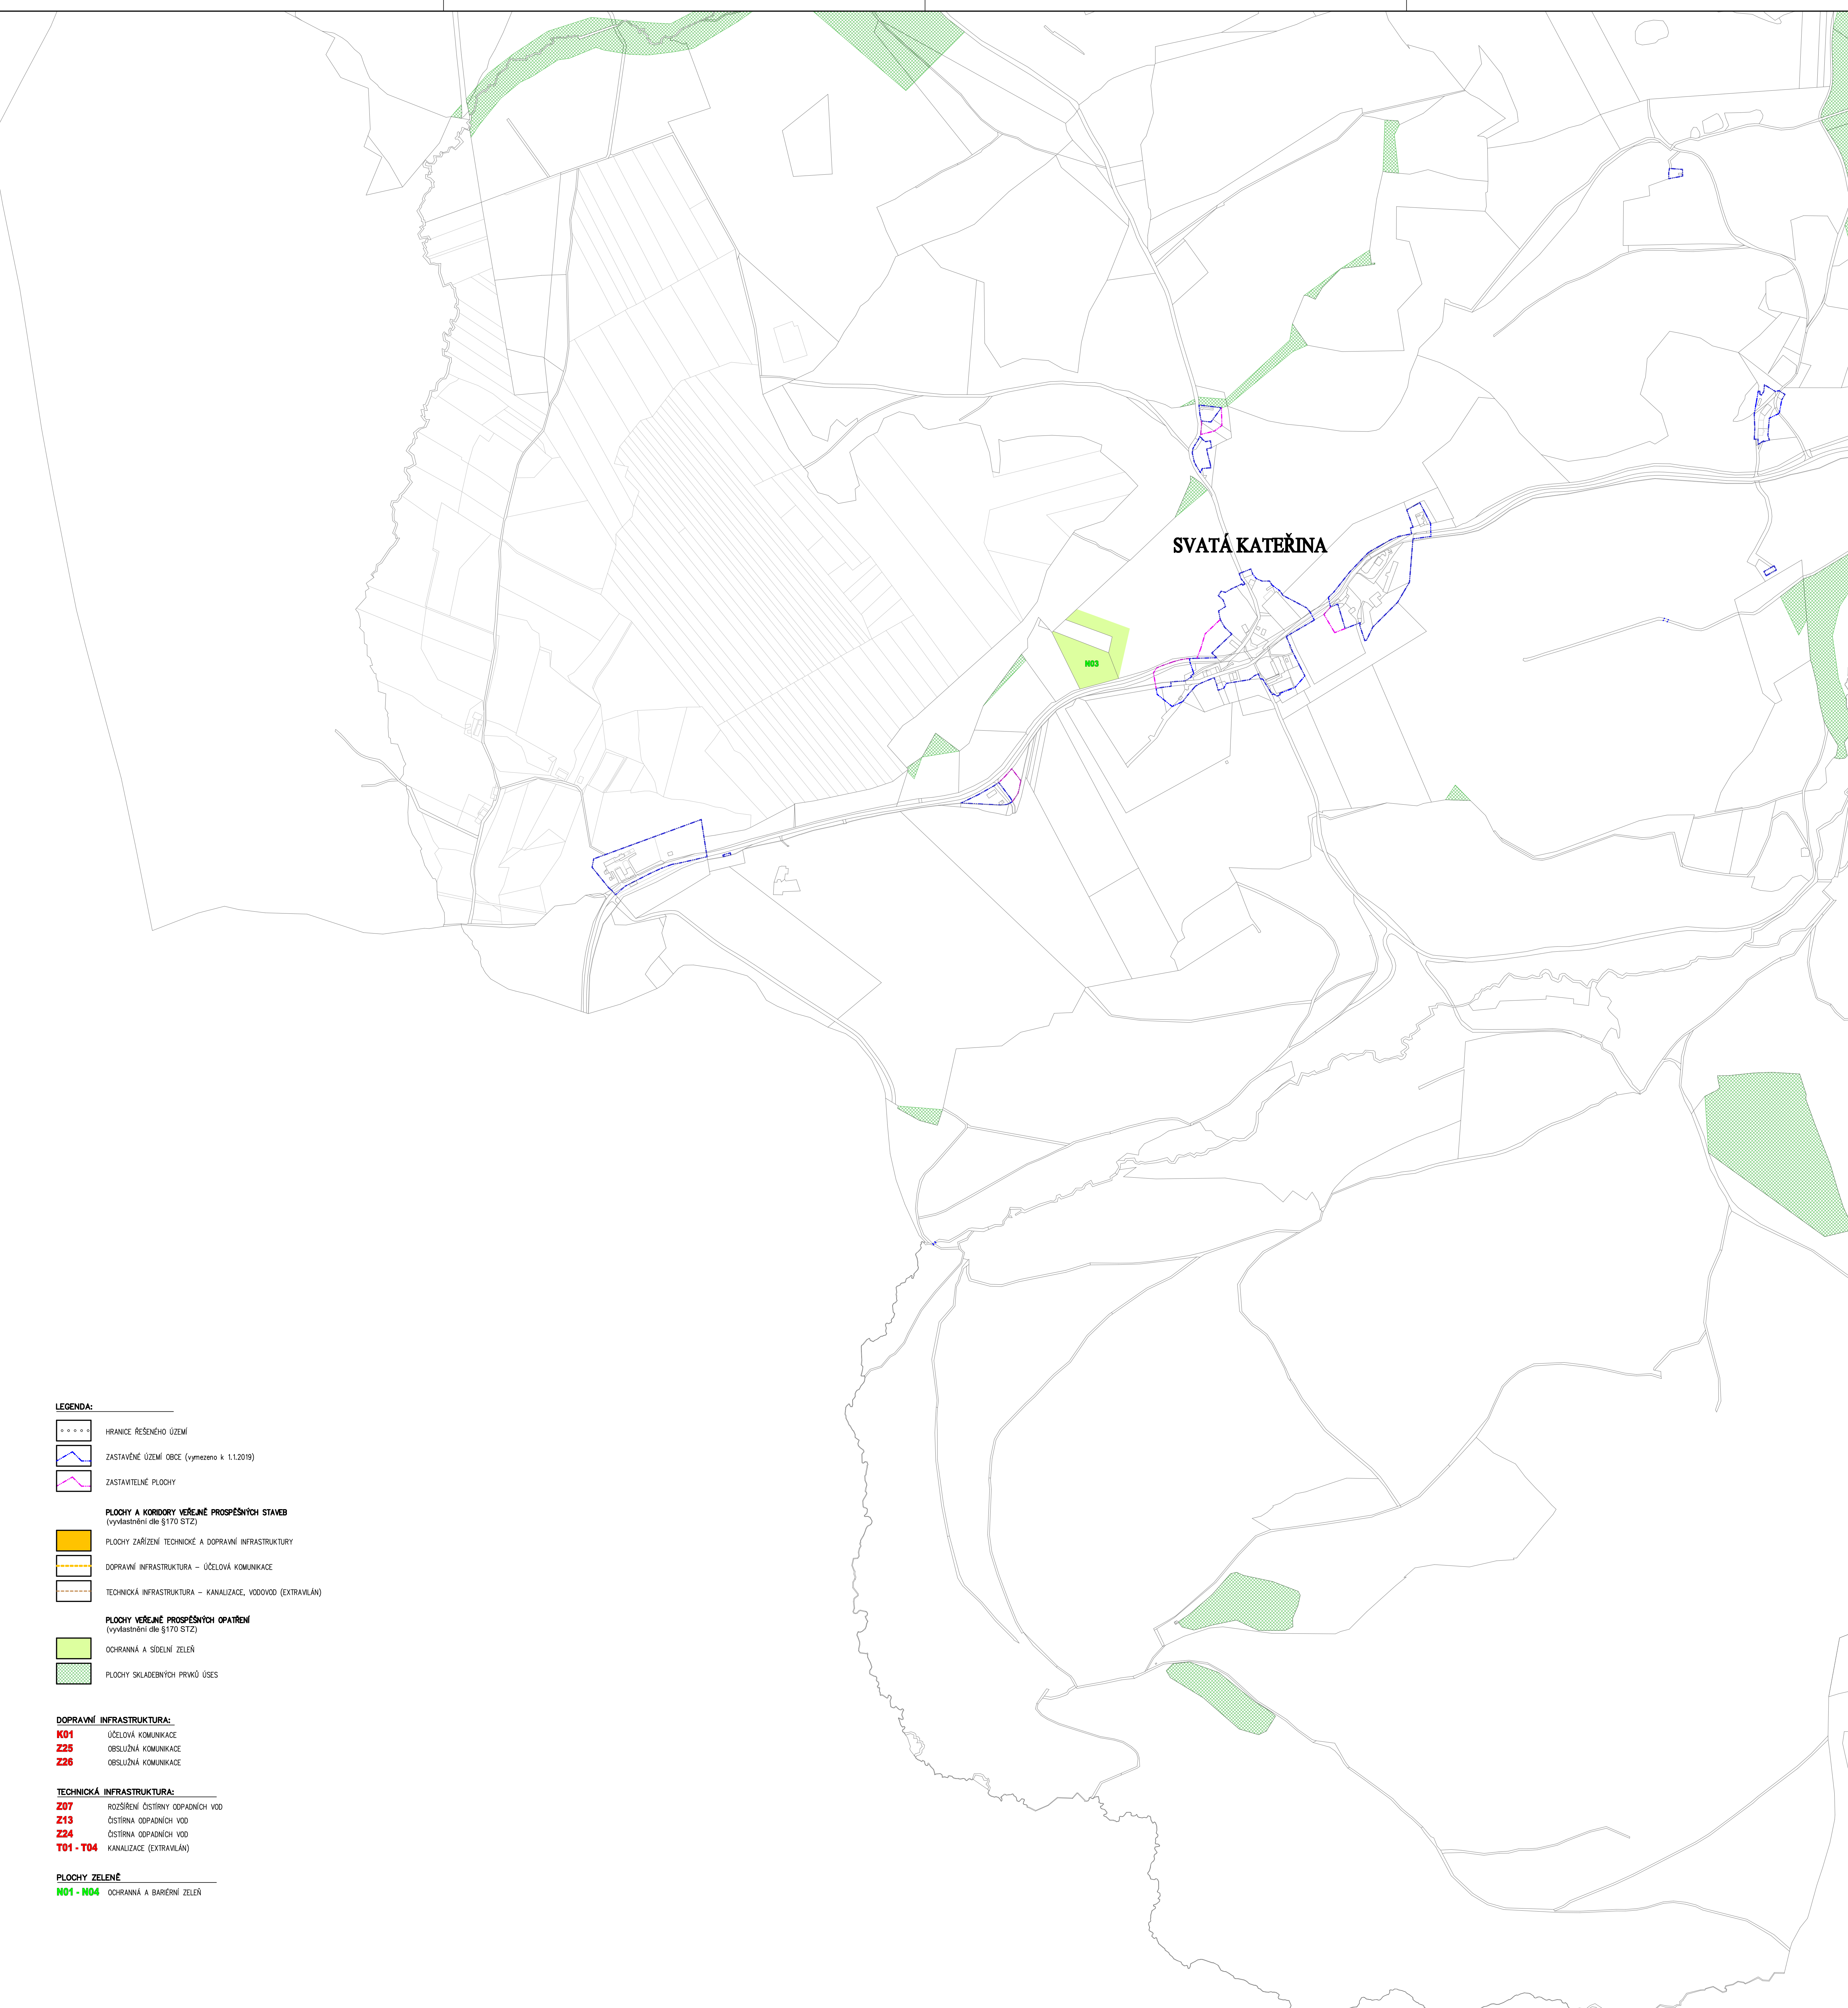 SVATÁ KATEŘINA
N03
LEGENDA:
HRANICE ŘEŠENÉHO ÚZEMÍ
ZASTAVĚNÉ ÚZEMÍ OBCE (vymezeno k 1.1.2019)
ZASTAVITELNÉ PLOCHY
PLOCHY A KORIDORY VEŘEJNĚ PROSPĚŠNÝCH STAVEB
(vyvlastnění dle §170 STZ)
PLOCHY ZAŘÍZENÍ TECHNICKÉ A DOPRAVNÍ INFRASTRUKTURY
DOPRAVNÍ INFRASTRUKTURA – ÚČELOVÁ KOMUNIKACE
TECHNICKÁ INFRASTRUKTURA – KANALIZACE, VODOVOD (EXTRAVILÁN)
PLOCHY VEŘEJNĚ PROSPĚŠNÝCH OPATŘENÍ
(vyvlastnění dle §170 STZ)
OCHRANNÁ A SÍDELNÍ ZELEŇ
PLOCHY SKLADEBNÝCH PRVKŮ ÚSES
DOPRAVNÍ INFRASTRUKTURA:
K01 ÚČELOVÁ KOMUNIKACE
Z25 OBSLUŽNÁ KOMUNIKACE
Z26 OBSLUŽNÁ KOMUNIKACE
TECHNICKÁ INFRASTRUKTURA:
Z07 ROZŠÍŘENÍ ČISTÍRNY ODPADNÍCH VOD
Z13 ČISTÍRNA ODPADNÍCH VOD
Z24 ČISTÍRNA ODPADNÍCH VOD
T01 - T04 KANALIZACE (EXTRAVILÁN)
PLOCHY ZELENĚ
N01 - N04 OCHRANNÁ A BARIÉRNÍ ZELEŇ